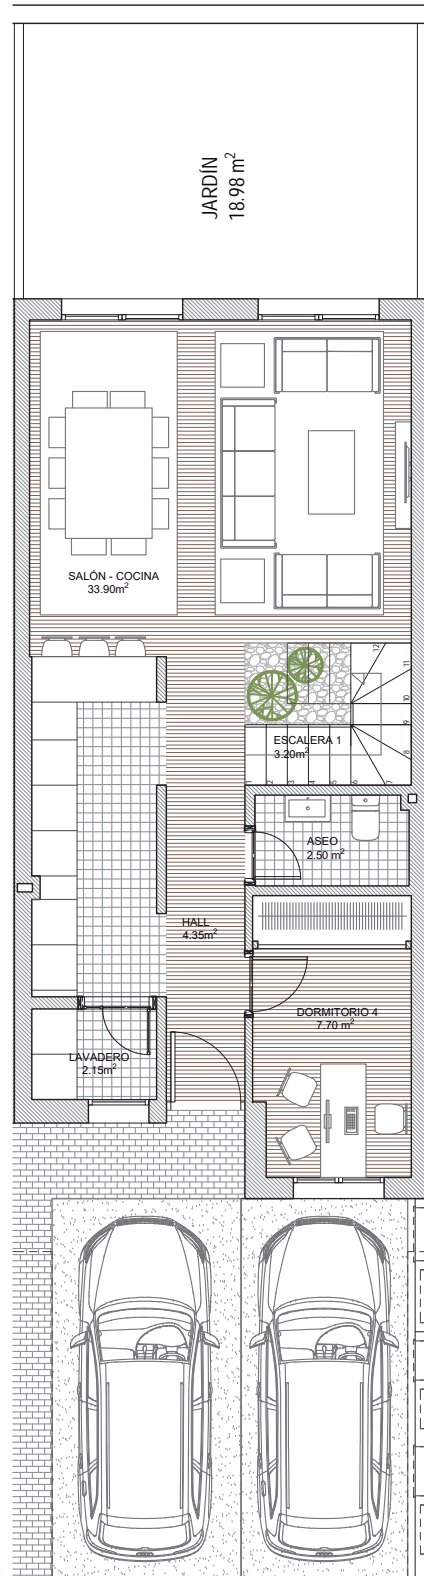 JARDÍN
18.98 m²
SALÓN - COCINA
33.90m²
12
11
10
9
8
ESCALERA 1
3.20m²
1
2
3
4
5
6
7
ASEO
2.50 m²
HALL
4.35m²
DORMITORIO 4
7.70 m²
LAVADERO
2.15m²